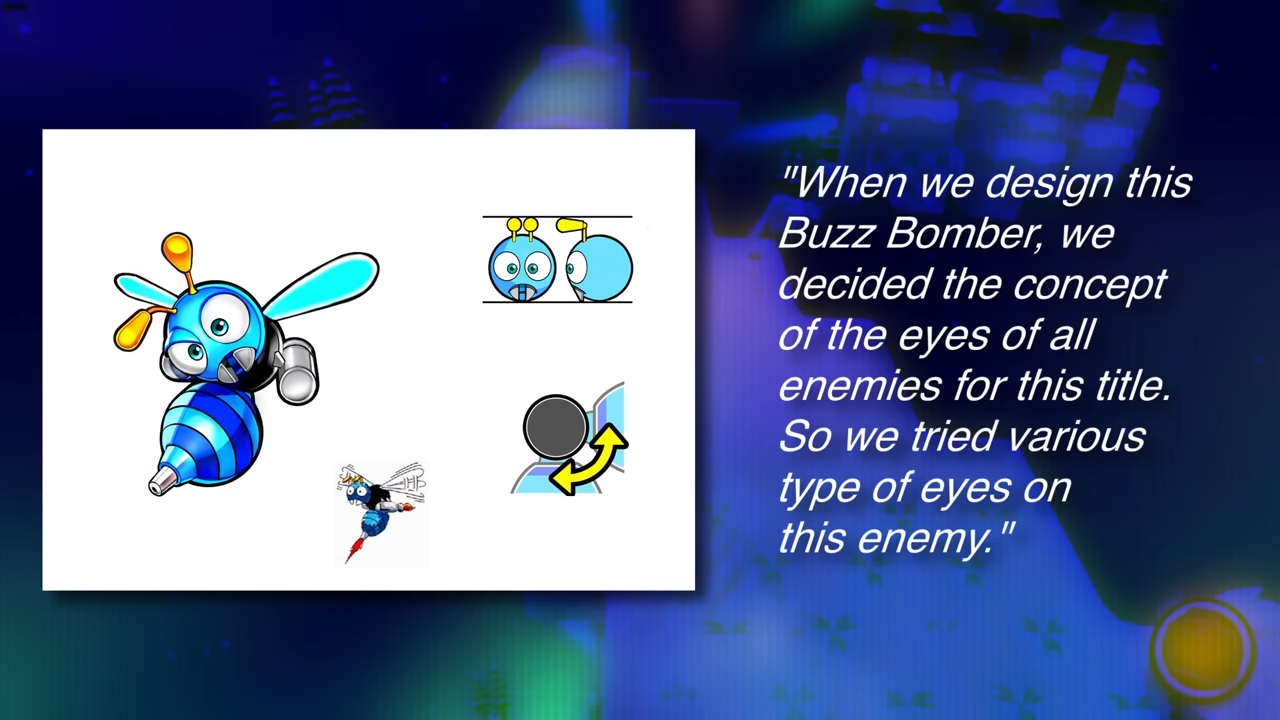 "When we design this
Buzz Bomber, we
decided the concept
of the eyes of all
enemies for this title.
So we tried various
type of eyes on
this enemy."